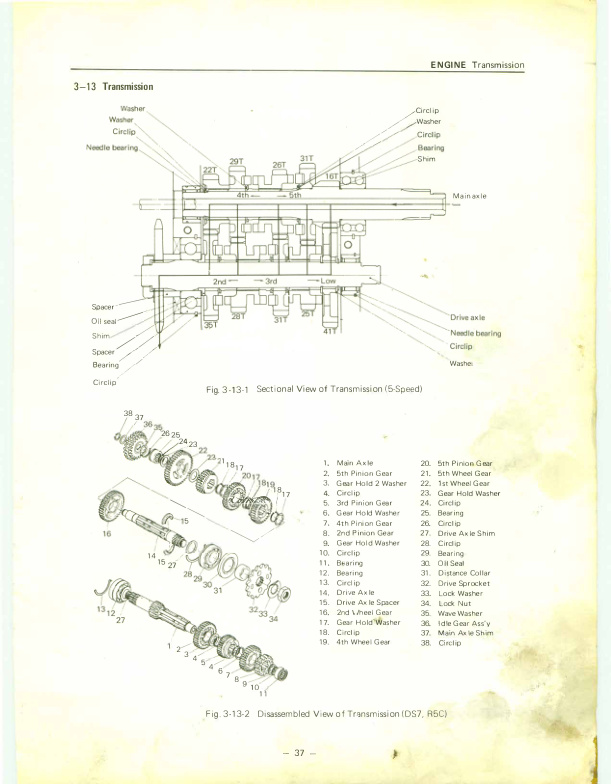 ENGINE Transmission
3–13 Transmission
Washer
Washer
Circlip
Needle bearing
Circlip
Washer
Circlip
Bearing
Shim
22T
29T
26T
31T
16T
4th
5th
Main axle
2nd
3rd
Low
35T
28T
31T
25T
41T
Spacer
Oil seal
Shim
Spacer
Bearing
Circlip
Drive axle
Needle bearing
Circlip
Washer
Fig. 3-13-1 Sectional View of Transmission (5-Speed)
38
37
36
35
26
25
24
23
22
23
21
18
17
20
17
18
19
18
17
16
15
14
15
27
28
29
30
31
32
33
34
13
12
27
1
2
3
4
5
4
6
7
8
9
10
11
1. Main Axle
2. 5th Pinion Gear
3. Gear Hold 2 Washer
4. Circlip
5. 3rd Pinion Gear
6. Gear Hold Washer
7. 4th Pinion Gear
8. 2nd Pinion Gear
9. Gear Hold Washer
10. Circlip
11. Bearing
12. Bearing
13. Circlip
14. Drive Axle
15. Drive Axle Spacer
16. 2nd Wheel Gear
17. Gear Hold Washer
18. Circlip
19. 4th Wheel Gear
20. 5th Pinion Gear
21. 5th Wheel Gear
22. 1st Wheel Gear
23. Gear Hold Washer
24. Circlip
25. Bearing
26. Circlip
27. Drive Axle Shim
28. Circlip
29. Bearing
30. Oil Seal
31. Distance Collar
32. Drive Sprocket
33. Lock Washer
34. Lock Nut
35. Wave Washer
36. Idle Gear Ass'y
37. Main Axle Shim
38. Circlip
Fig. 3-13-2 Disassembled View of Transmission (DS7, R5C)
– 37 –